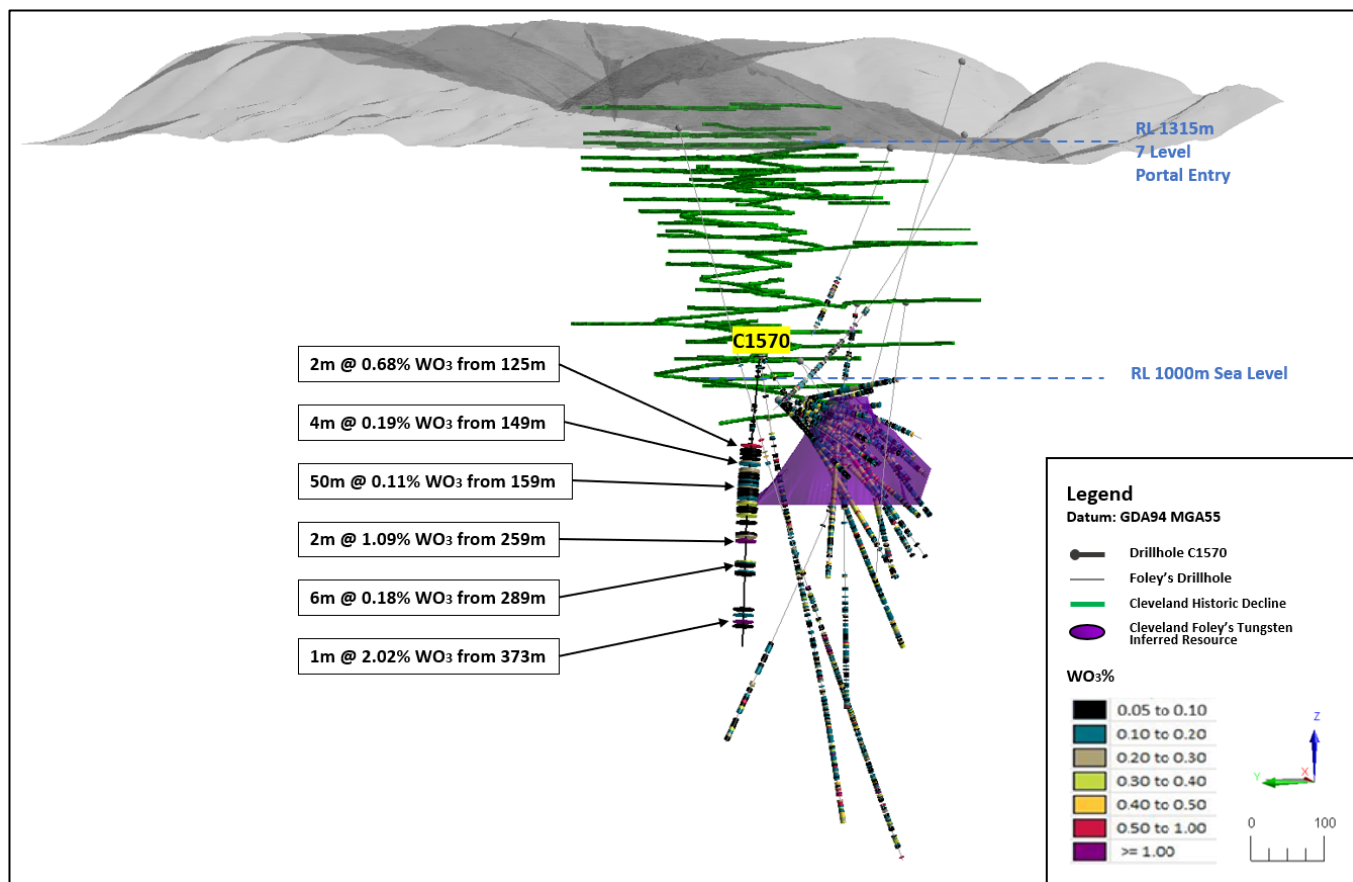 RL 1315m
7 Level
Portal Entry
C1570
RL 1000m Sea Level
2m @ 0.68% WO₃ from 125m
4m @ 0.19% WO₃ from 149m
50m @ 0.11% WO₃ from 159m
2m @ 1.09% WO₃ from 259m
6m @ 0.18% WO₃ from 289m
1m @ 2.02% WO₃ from 373m
Legend
Datum: GDA94 MGA55
Drillhole C1570
Foley's Drillhole
Cleveland Historic Decline
Cleveland Foley's Tungsten
Inferred Resource
WO₃%
0.05 to 0.10
0.10 to 0.20
0.20 to 0.30
0.30 to 0.40
0.40 to 0.50
0.50 to 1.00
>= 1.00
Z
Y
X
0 100